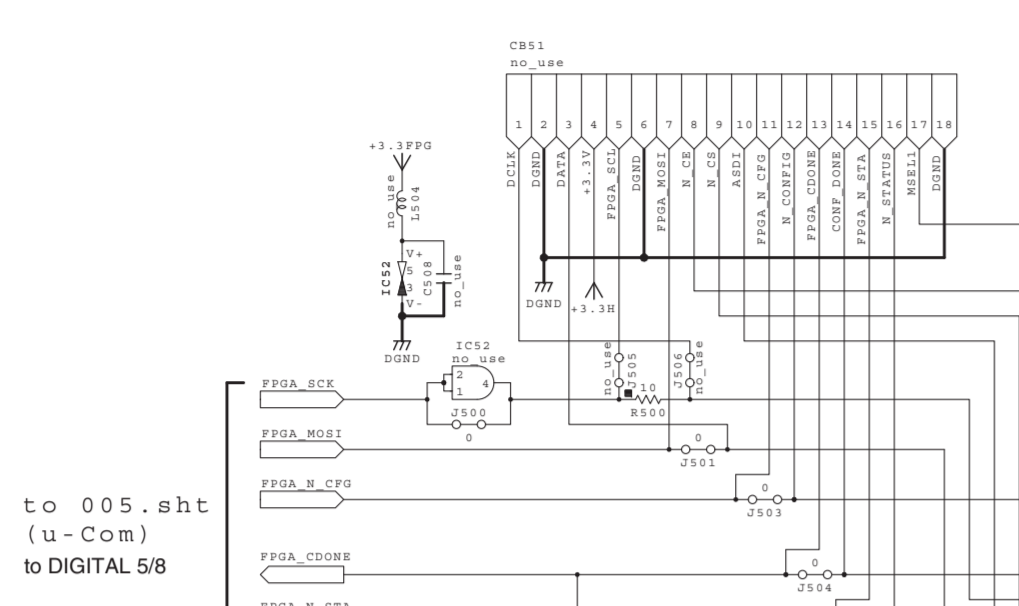 CB51
no_use
1 2 3 4 5 6 7 8 9 10 11 12 13 14 15 16 17 18
DCLK
DGND
DATA
+3.3V
FPGA_SCL
DGND
FPGA_MOSI
N_CE
N_CS
ASDI
FPGA_N_CFG
N_CONFIG
FPGA_CDONE
CONF_DONE
FPGA_N_STA
N_STATUS
MSEL1
DGND
+3.3FPG
no_use
L504
V+
IC52
5
3
C508
no_use
V-
DGND
DGND
+3.3H
IC52
no_use
2
1
4
J500
0
no_use
J505
10
R500
J506
no_use
FPGA_SCK
FPGA_MOSI
0
J501
FPGA_N_CFG
0
J503
to 005.sht
(u-Com)
to DIGITAL 5/8
FPGA_CDONE
0
J504
FPGA_N_STA